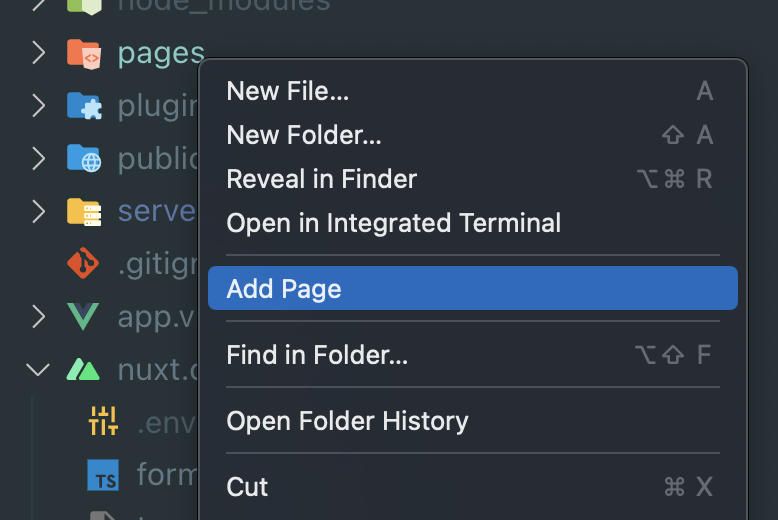 node_modules
pages
New File... A
plugin
New Folder... ⇧ A
public
Reveal in Finder ⌥⌘ R
serve
Open in Integrated Terminal
.gitign
Add Page
app.v
Find in Folder... ⌥⇧ F
nuxt.c
Open Folder History
.env
TS form
Cut ⌘ X